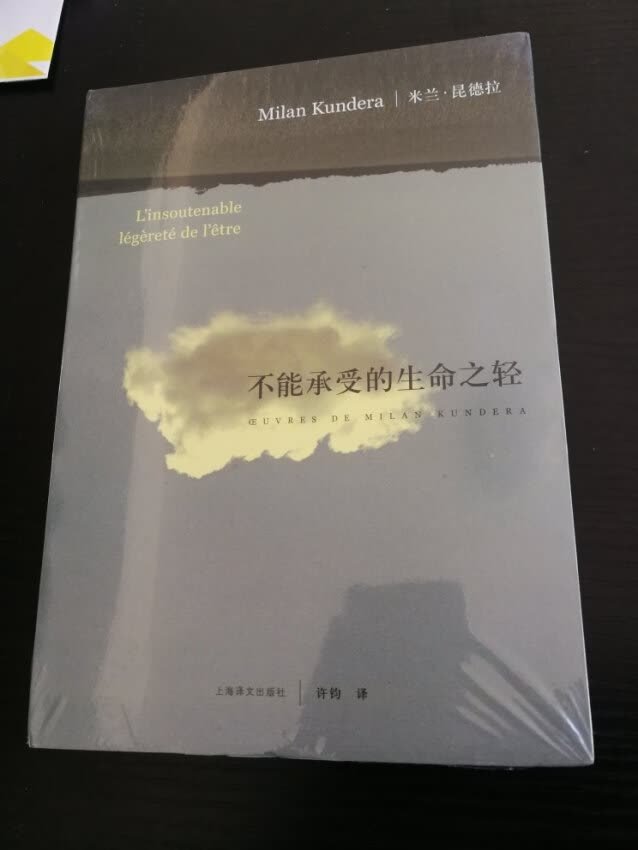 Milan Kundera | 米兰·昆德拉
L'insoutenable
légèreté de l'être
不能承受的生命之轻
ŒUVRES DE MILAN KUNDERA
上海译文出版社 | 许钧 译